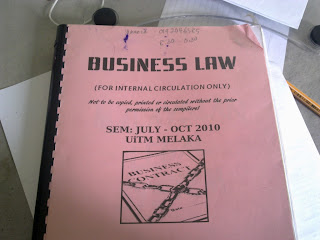 BUSINESS LAW
(FOR INTERNAL CIRCULATION ONLY)
Not to be copied, printed or circulated without the prior
permission of the compilers!
SEM: JULY - OCT 2010
UiTM MELAKA
BUSINESS
CONTRACT